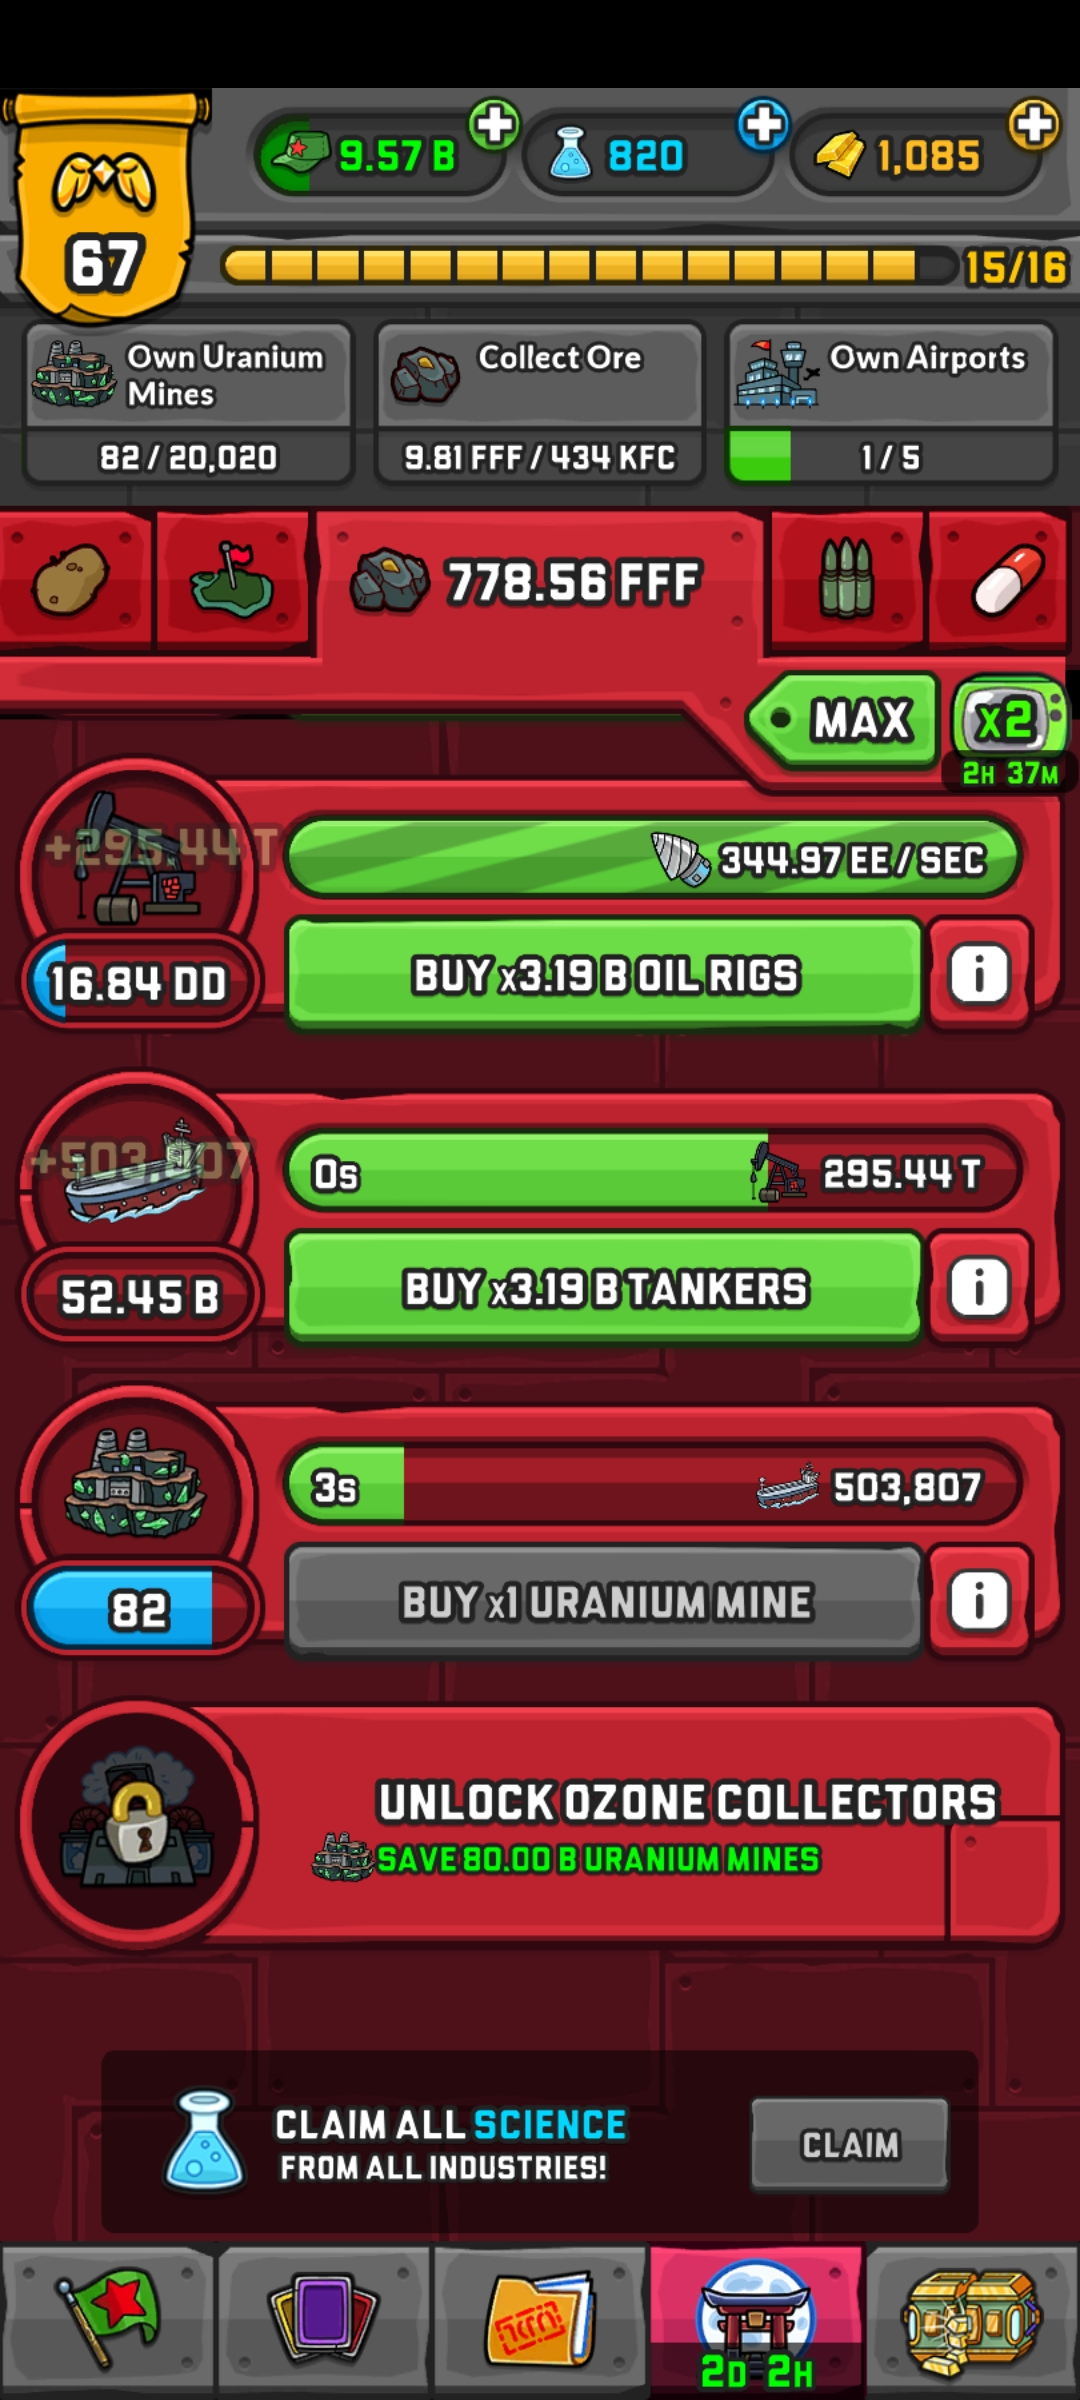 9.57 B
820
1,085
67
15/16
Own Uranium
Mines
82 / 20,020
Collect Ore
9.81 FFF / 434 KFC
Own Airports
1 / 5
778.56 FFF
MAX
x2
2H 37M
+295.44 T
344.97 EE / SEC
16.84 DD
BUY x3.19 B OIL RIGS
i
+503,807
0s
295.44 T
52.45 B
BUY x3.19 B TANKERS
i
3s
503,807
82
BUY x1 URANIUM MINE
i
UNLOCK OZONE COLLECTORS
SAVE 80.00 B URANIUM MINES
CLAIM ALL SCIENCE
FROM ALL INDUSTRIES!
CLAIM
2D 2H